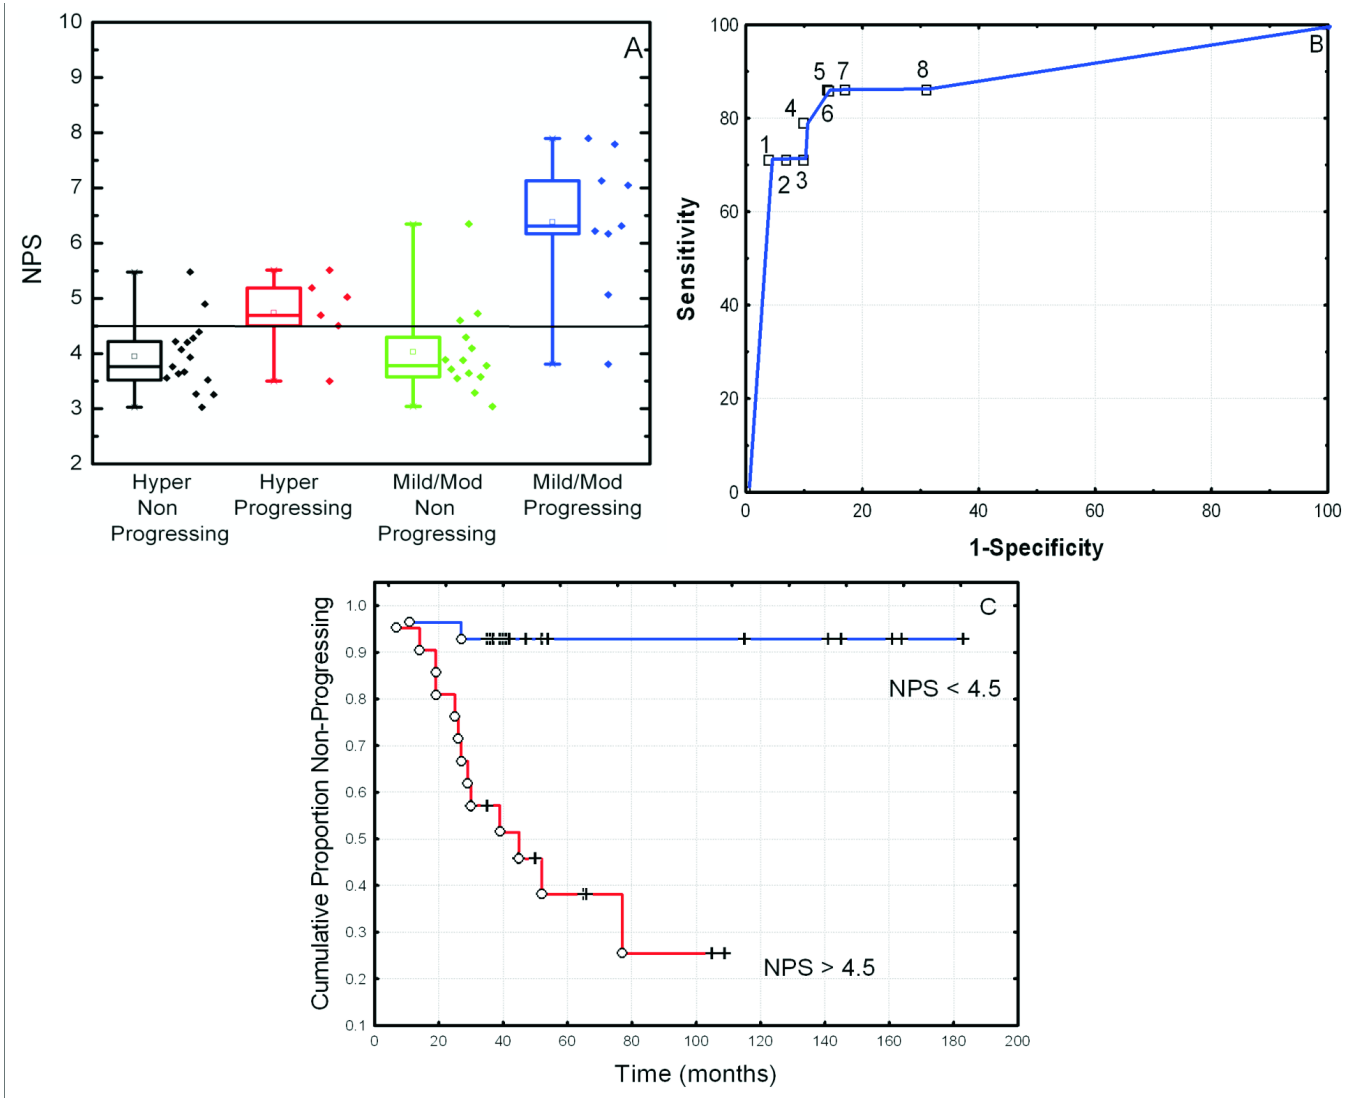 A
10
9
8
7
6
5
4
3
2
NPS
Hyper
Non
Progressing
Hyper
Progressing
Mild/Mod
Non
Progressing
Mild/Mod
Progressing
B
100
80
60
40
20
0
Sensitivity
1
2
3
4
5
6
7
8
0
20
40
60
80
100
1-Specificity
C
1.0
0.9
0.8
0.7
0.6
0.5
0.4
0.3
0.2
0.1
Cumulative Proportion Non-Progressing
NPS < 4.5
NPS > 4.5
0
20
40
60
80
100
120
140
160
180
200
Time (months)